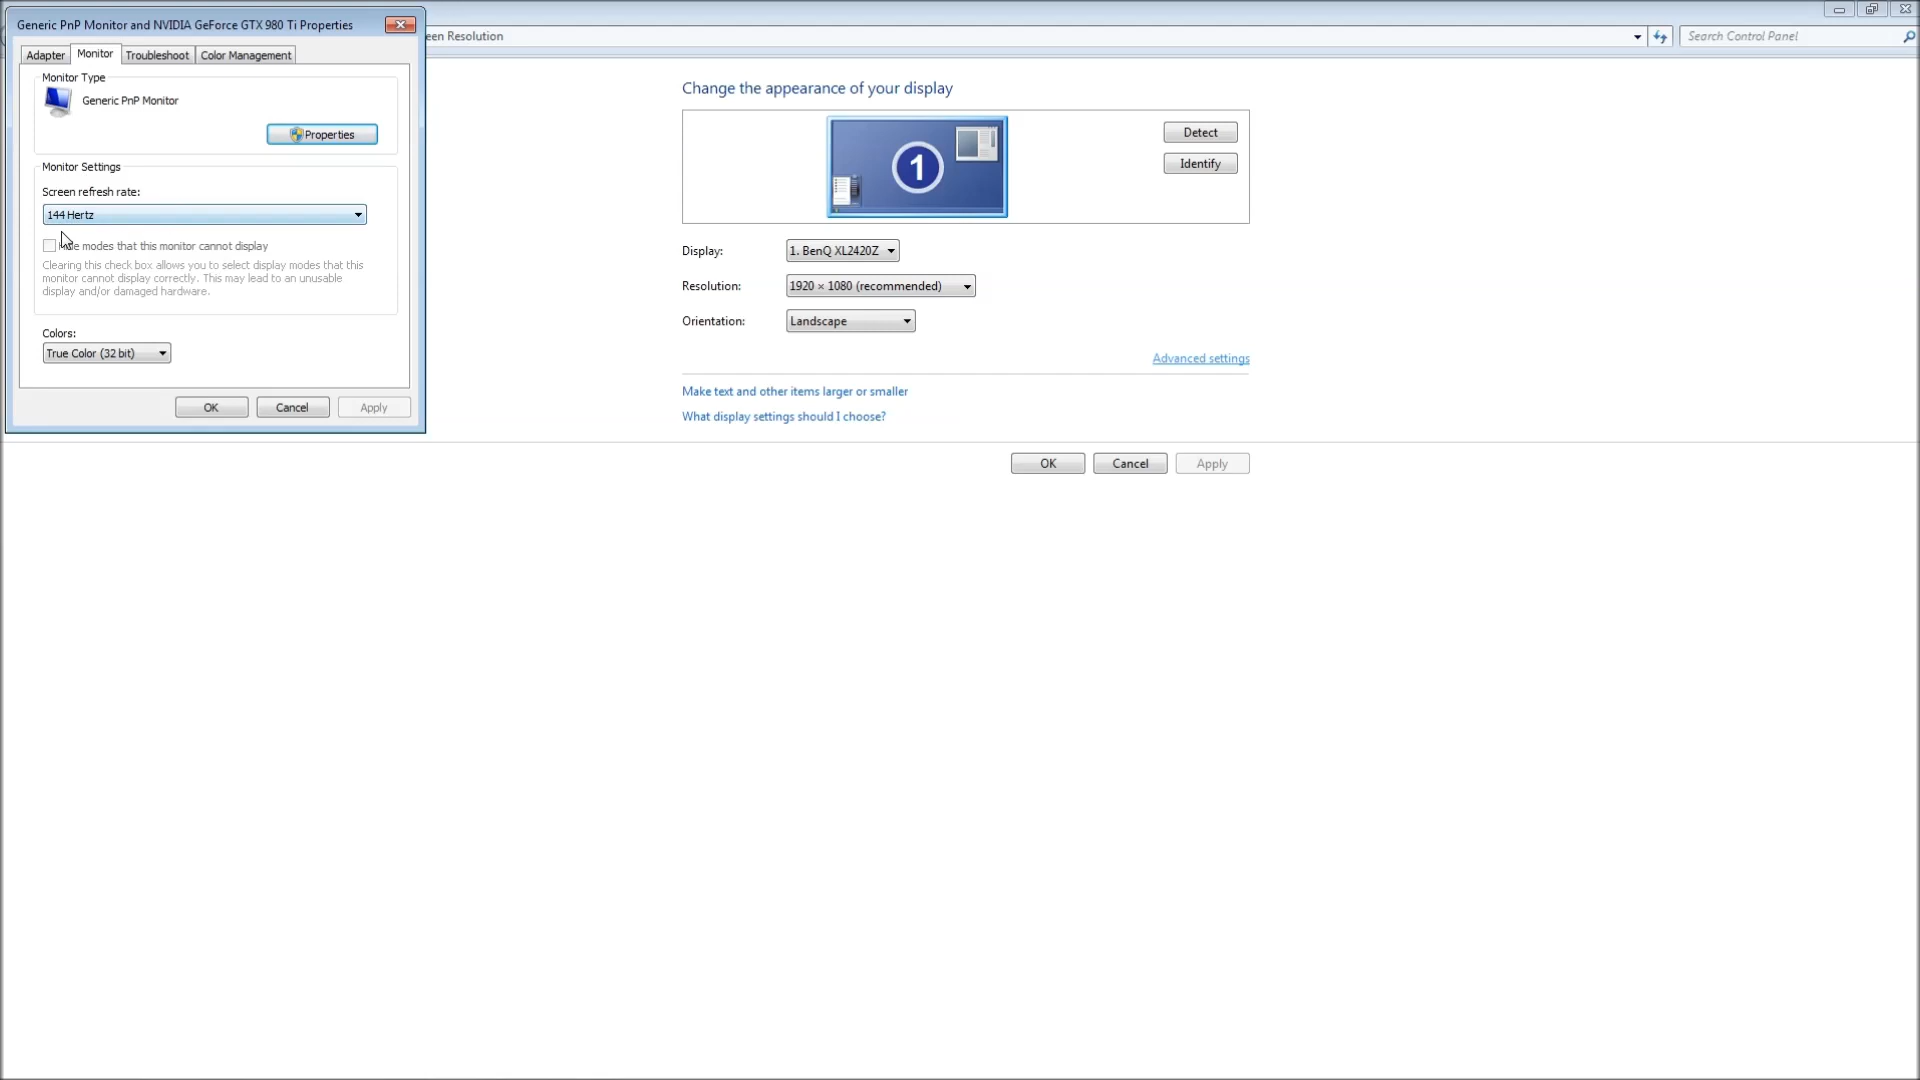 Generic PnP Monitor and NVIDIA GeForce GTX 980 Ti Properties
Adapter
Monitor
Troubleshoot
Color Management
Monitor Type
Generic PnP Monitor
Properties
Monitor Settings
Screen refresh rate:
144 Hertz
modes that this monitor cannot display
Clearing this check box allows you to select display modes that this
monitor cannot display correctly. This may lead to an unusable
display and/or damaged hardware.
Colors:
True Color (32 bit)
OK
Cancel
Apply
een Resolution
Search Control Panel
Change the appearance of your display
1
Detect
Identify
Display:
1. BenQ XL2420Z
Resolution:
1920 × 1080 (recommended)
Orientation:
Landscape
Advanced settings
Make text and other items larger or smaller
What display settings should I choose?
OK
Cancel
Apply